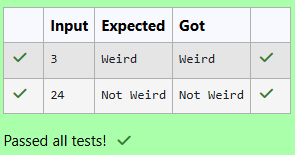 Input Expected Got
3 Weird Weird
24 Not Weird Not Weird
Passed all tests!